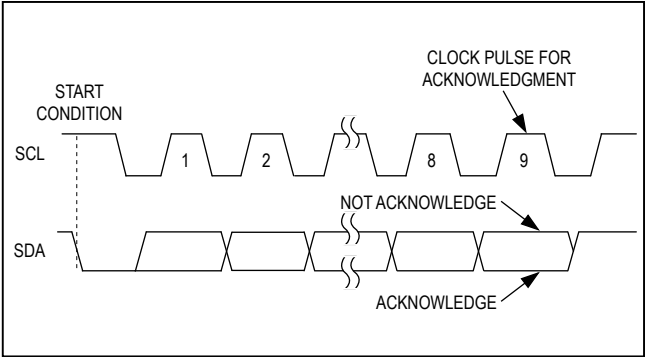 CLOCK PULSE FOR
ACKNOWLEDGMENT
START
CONDITION
SCL
1
2
8
9
NOT ACKNOWLEDGE
SDA
ACKNOWLEDGE